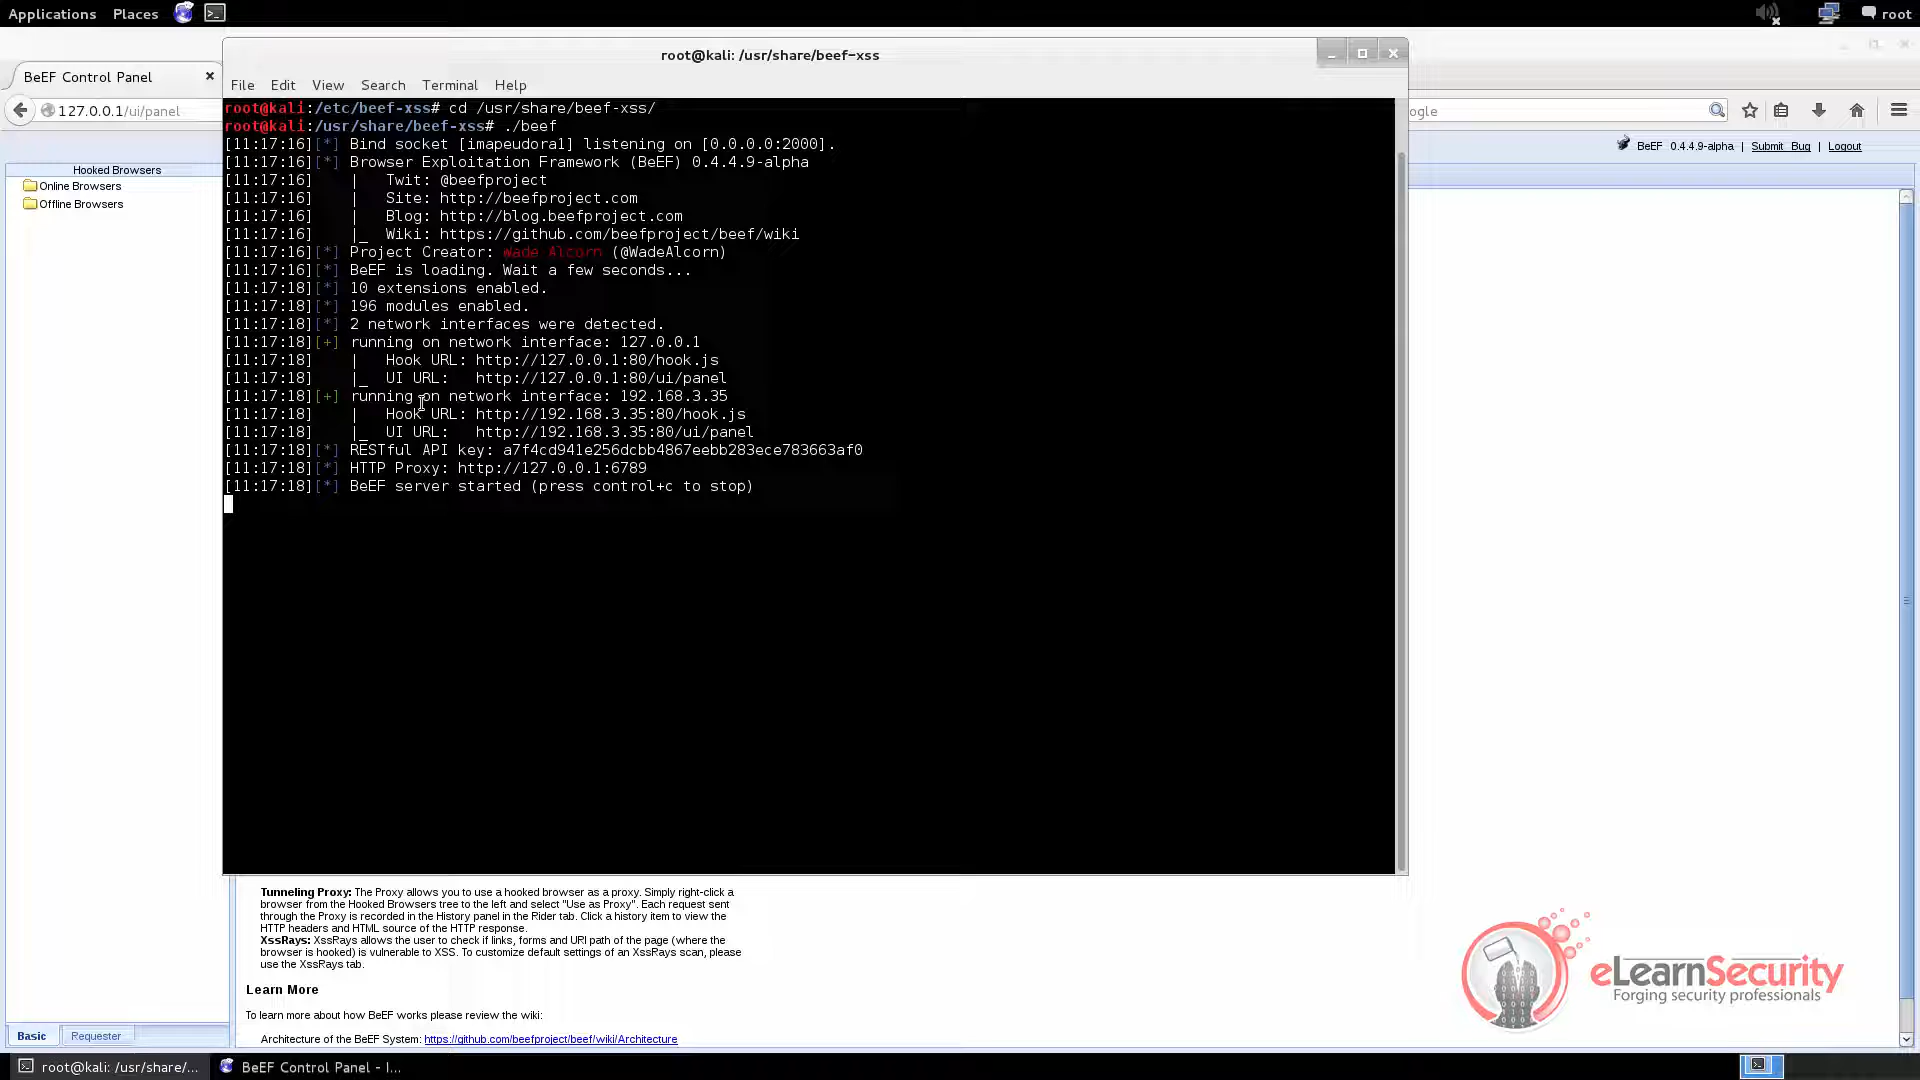 Applications Places root
root@kali: /usr/share/beef-xss
BeEF Control Panel
File Edit View Search Terminal Help
127.0.0.1/ui/panel
ogle
root@kali:/etc/beef-xss# cd /usr/share/beef-xss/
root@kali:/usr/share/beef-xss# ./beef
[11:17:16][*] Bind socket [imapeudora1] listening on [0.0.0.0:2000].
[11:17:16][*] Browser Exploitation Framework (BeEF) 0.4.4.9-alpha
[11:17:16]    |   Twit: @beefproject
[11:17:16]    |   Site: http://beefproject.com
[11:17:16]    |   Blog: http://blog.beefproject.com
[11:17:16]    |_  Wiki: https://github.com/beefproject/beef/wiki
[11:17:16][*] Project Creator: Wade Alcorn (@WadeAlcorn)
[11:17:16][*] BeEF is loading. Wait a few seconds...
[11:17:18][*] 10 extensions enabled.
[11:17:18][*] 196 modules enabled.
[11:17:18][*] 2 network interfaces were detected.
[11:17:18][+] running on network interface: 127.0.0.1
[11:17:18]    |   Hook URL: http://127.0.0.1:80/hook.js
[11:17:18]    |_  UI URL:   http://127.0.0.1:80/ui/panel
[11:17:18][+] running on network interface: 192.168.3.35
[11:17:18]    |   Hook URL: http://192.168.3.35:80/hook.js
[11:17:18]    |_  UI URL:   http://192.168.3.35:80/ui/panel
[11:17:18][*] RESTful API key: a7f4cd941e256dcbb4867eebb283ece783663af0
[11:17:18][*] HTTP Proxy: http://127.0.0.1:6789
[11:17:18][*] BeEF server started (press control+c to stop)
BeEF 0.4.4.9-alpha | Submit Bug | Logout
Hooked Browsers
Online Browsers
Offline Browsers
Tunneling Proxy: The Proxy allows you to use a hooked browser as a proxy. Simply right-click a
browser from the Hooked Browsers tree to the left and select "Use as Proxy". Each request sent
through the Proxy is recorded in the History panel in the Rider tab. Click a history item to view the
HTTP headers and HTML source of the HTTP response.
XssRays: XssRays allows the user to check if links, forms and URI path of the page (where the
browser is hooked) is vulnerable to XSS. To customize default settings of an XssRays scan, please
use the XssRays tab.
Learn More
To learn more about how BeEF works please review the wiki:
Architecture of the BeEF System: https://github.com/beefproject/beef/wiki/Architecture
eLearnSecurity
Forging security professionals
Basic Requester
root@kali: /usr/share/... BeEF Control Panel - I...